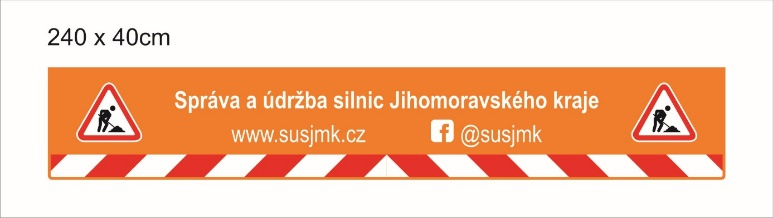 240 x 40cm
Správa a údržba silnic Jihomoravského kraje
www.susjmk.cz @susjmk